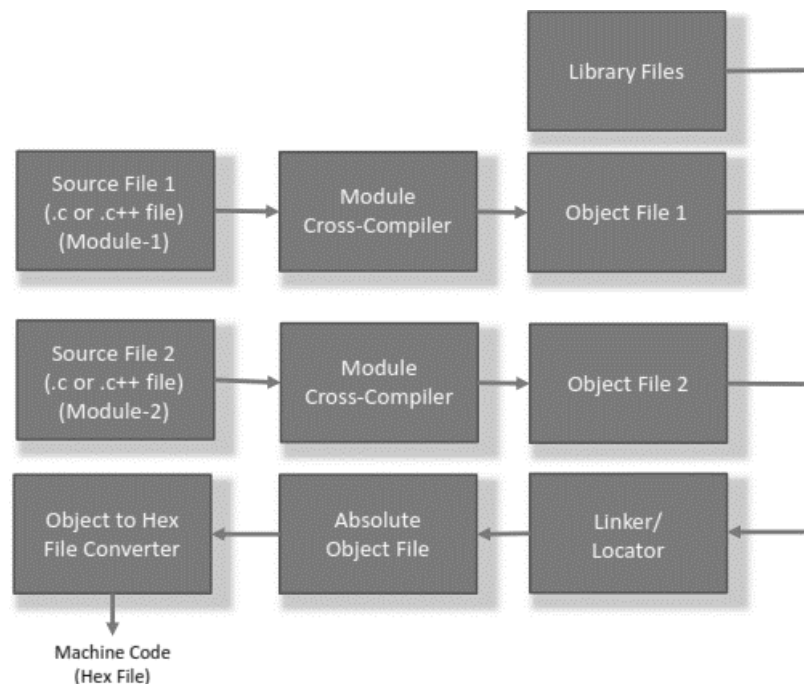 Library Files
Source File 1
(.c or .c++ file)
(Module-1)
Module
Cross-Compiler
Object File 1
Source File 2
(.c or .c++ file)
(Module-2)
Module
Cross-Compiler
Object File 2
Object to Hex
File Converter
Absolute
Object File
Linker/
Locator
Machine Code
(Hex File)